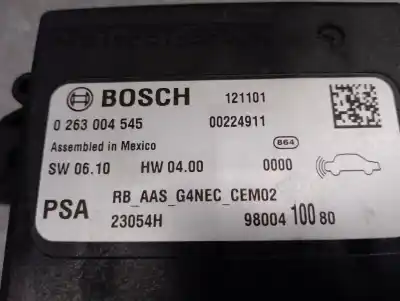 BOSCH 121101
0 263 004 545 00224911
Assembled in Mexico 864
SW 06.10 HW 04.00 0000
RB_AAS_G4NEC_CEM02
PSA 23054H 98004 100 80